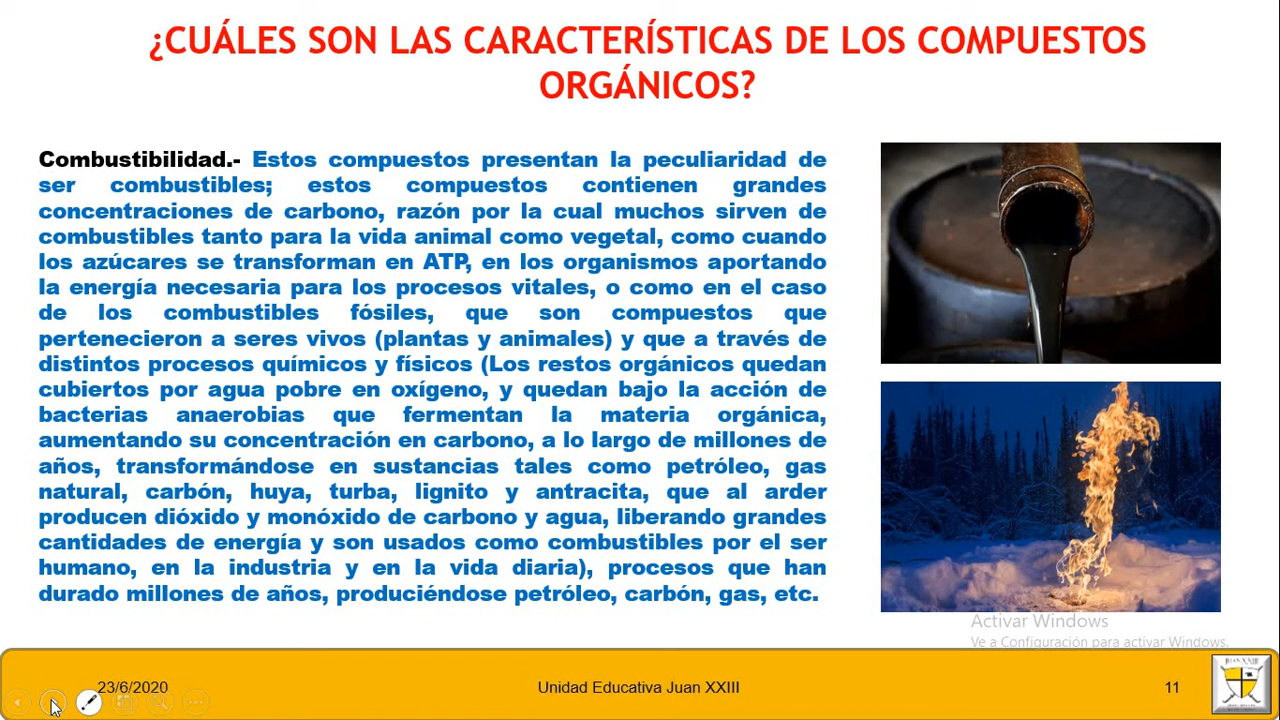 ¿CUÁLES SON LAS CARACTERÍSTICAS DE LOS COMPUESTOS
ORGÁNICOS?
Combustibilidad.- Estos compuestos presentan la peculiaridad de
ser combustibles; estos compuestos contienen grandes
concentraciones de carbono, razón por la cual muchos sirven de
combustibles tanto para la vida animal como vegetal, como cuando
los azúcares se transforman en ATP, en los organismos aportando
la energía necesaria para los procesos vitales, o como en el caso
de los combustibles fósiles, que son compuestos que
pertenecieron a seres vivos (plantas y animales) y que a través de
distintos procesos químicos y físicos (Los restos orgánicos quedan
cubiertos por agua pobre en oxígeno, y quedan bajo la acción de
bacterias anaerobias que fermentan la materia orgánica,
aumentando su concentración en carbono, a lo largo de millones de
años, transformándose en sustancias tales como petróleo, gas
natural, carbón, huya, turba, lignito y antracita, que al arder
producen dióxido y monóxido de carbono y agua, liberando grandes
cantidades de energía y son usados como combustibles por el ser
humano, en la industria y en la vida diaria), procesos que han
durado millones de años, produciéndose petróleo, carbón, gas, etc.
Activar Windows
Ve a Configuración para activar Windows.
23/6/2020
Unidad Educativa Juan XXIII
11
JUAN XXIII